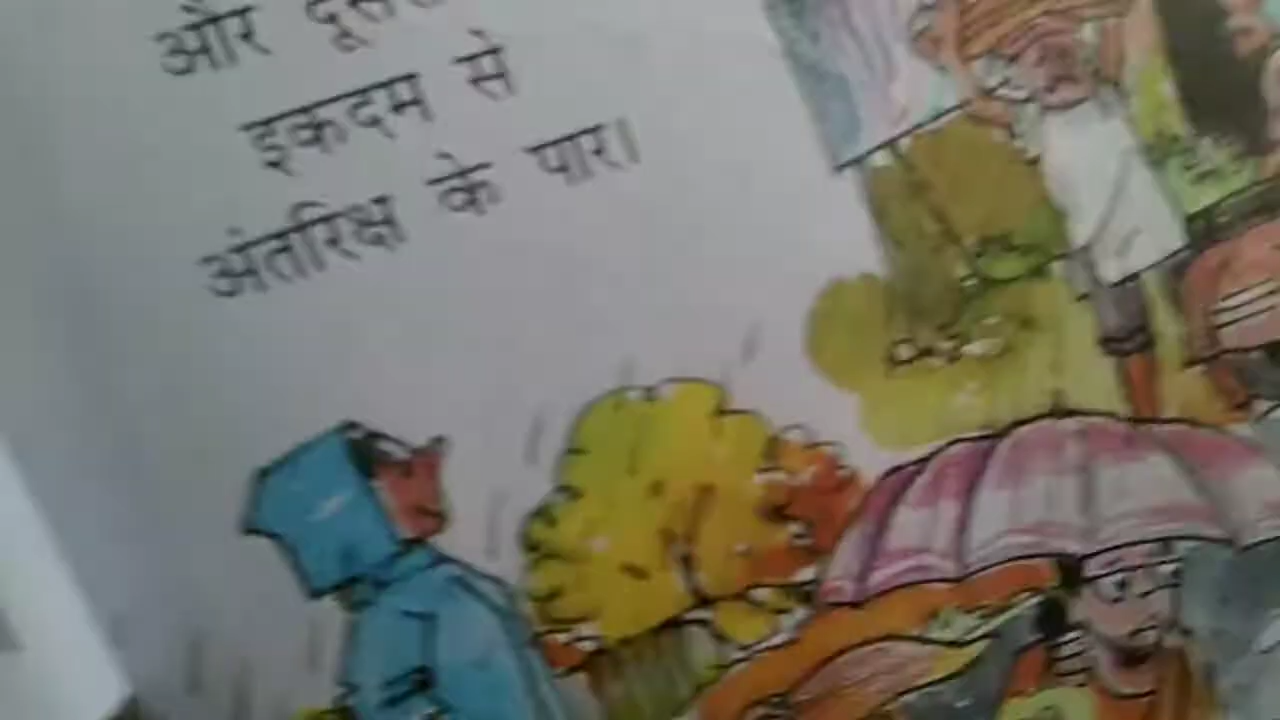 और
इकदम से
अंतरिक्ष के पार।